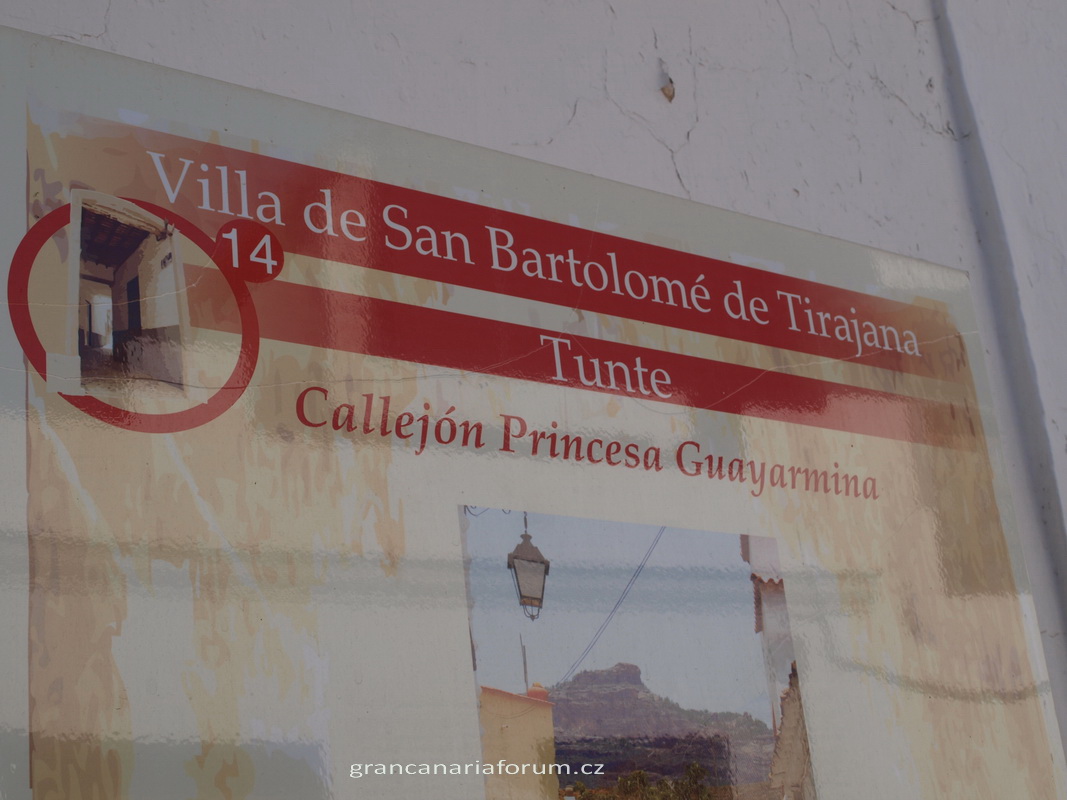 Villa de San Bartolomé de Tirajana
14
Tunte
Callejón Princesa Guayarmina
grancanariaforum.cz